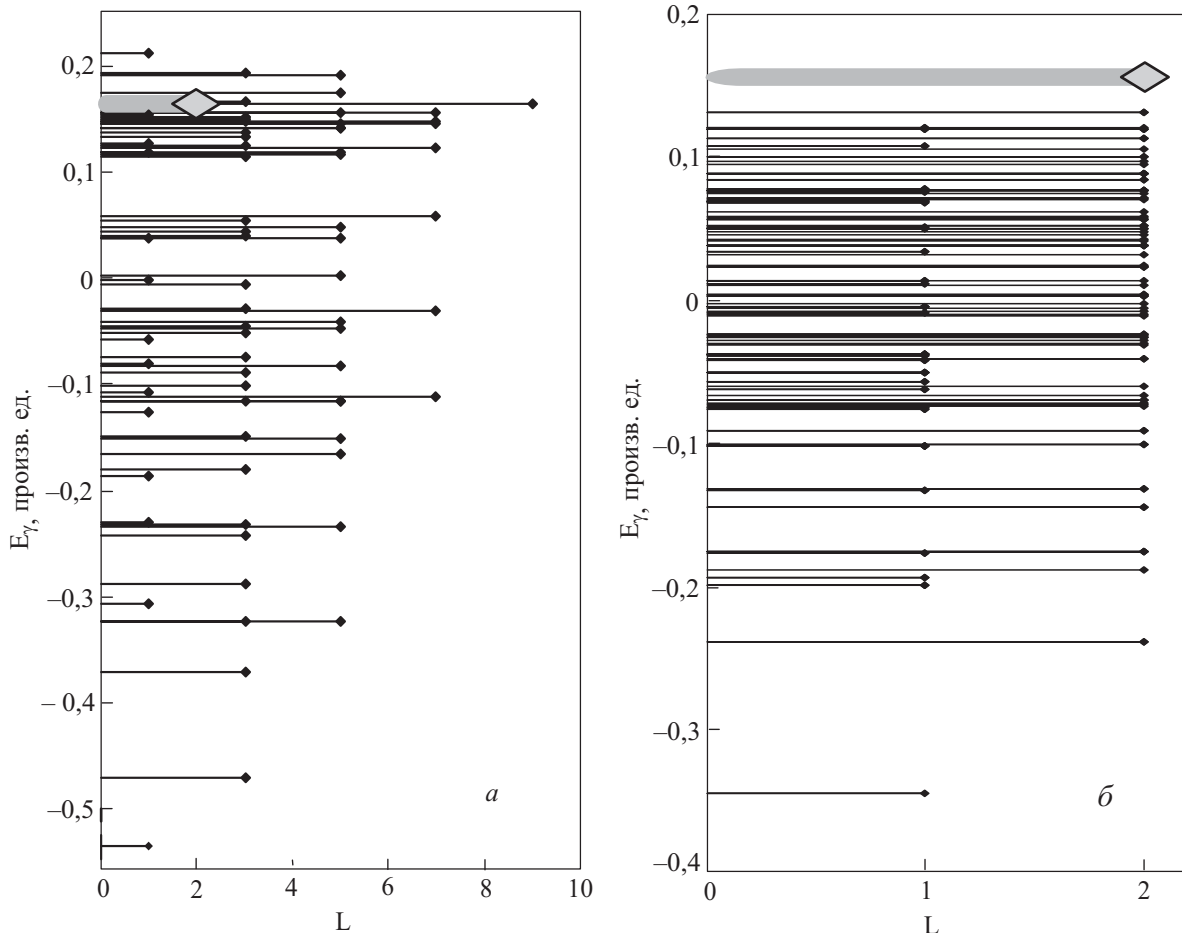 0,2
0,1
0
–0,1
–0,2
–0,3
– 0,4
–0,5
Eγ, произв. ед.
0 2 4 6 8 10
L
а
0,2
0,1
0
–0,1
–0,2
–0,3
–0,4
Eγ, произв. ед.
0 1 2
L
б